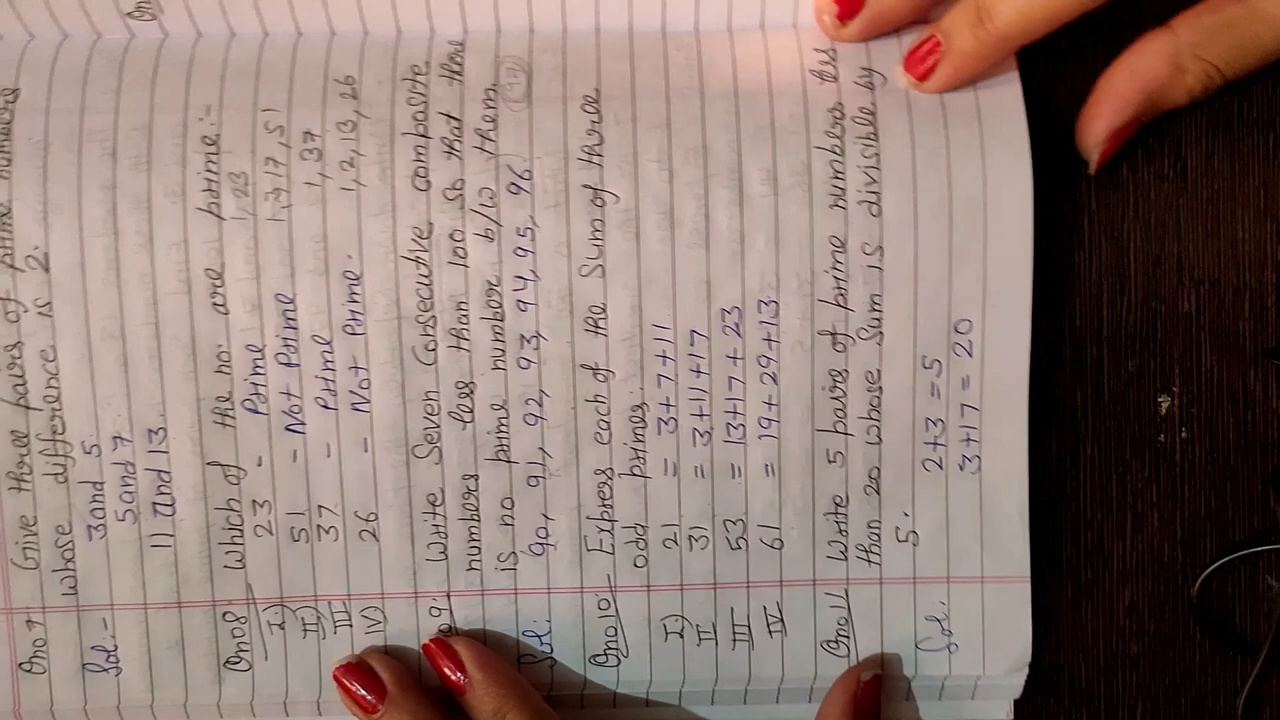 Qno7 Give three pairs of prime numbers
whose difference is 2.
Sol:- 3 and 5.
5 and 7.
11 and 13.
Qno8 Which of the no. are prime:-
I) 23 - Prime 1, 23
II) 51 - Not Prime 1, 3, 17, 51
III 37 - Prime 1, 37
IV) 26 - Not Prime. 1, 2, 13, 26
no9. Write Seven Consecutive composite
numbers less than 100 So that there
is no prime number b/w them.
Sol: 90, 91, 92, 93, 94, 95, 96 (97)
Qno10- Express each of the Sum of three
odd primes:
I) 21 = 3+7+11
II 31 = 3+11+17
III 53 = 13+17+23
IV 61 = 19+29+13.
Qno11 Write 5 pairs of prime numbers less
than 20 whose Sum is divisible by
5.
Sol. 2+3=5
3+17=20